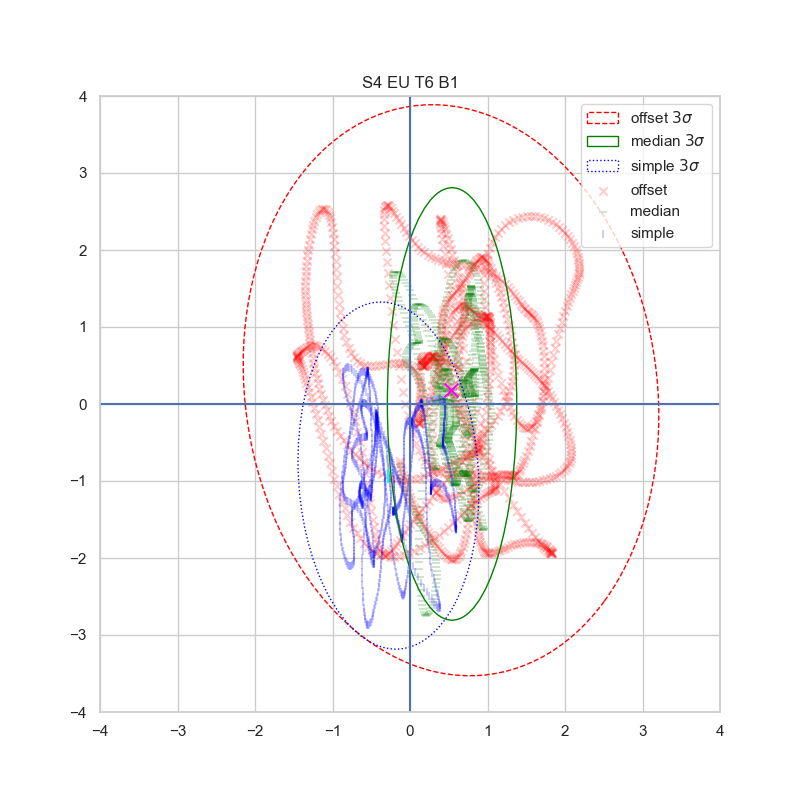 S4 EU T6 B1
4
3
2
1
0
−1
−2
−3
−4
−4
−3
−2
−1
0
1
2
3
4
offset 3σ
median 3σ
simple 3σ
offset
median
simple